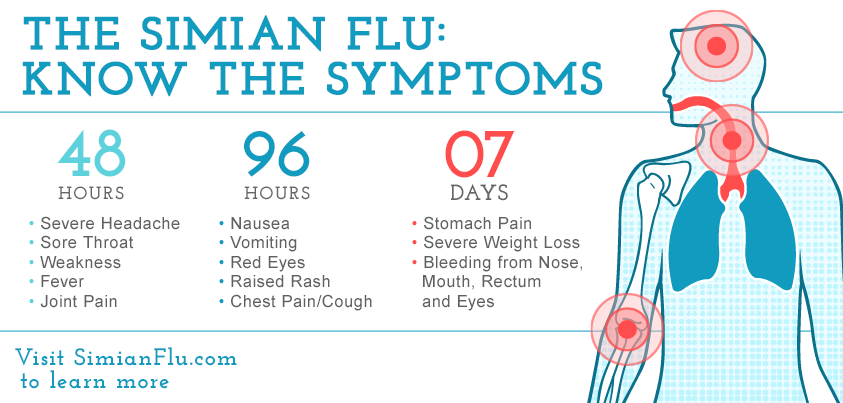 THE SIMIAN FLU:
KNOW THE SYMPTOMS
48
HOURS
• Severe Headache
• Sore Throat
• Weakness
• Fever
• Joint Pain
96
HOURS
• Nausea
• Vomiting
• Red Eyes
• Raised Rash
• Chest Pain/Cough
07
DAYS
• Stomach Pain
• Severe Weight Loss
• Bleeding from Nose,
Mouth, Rectum
and Eyes
Visit SimianFlu.com
to learn more